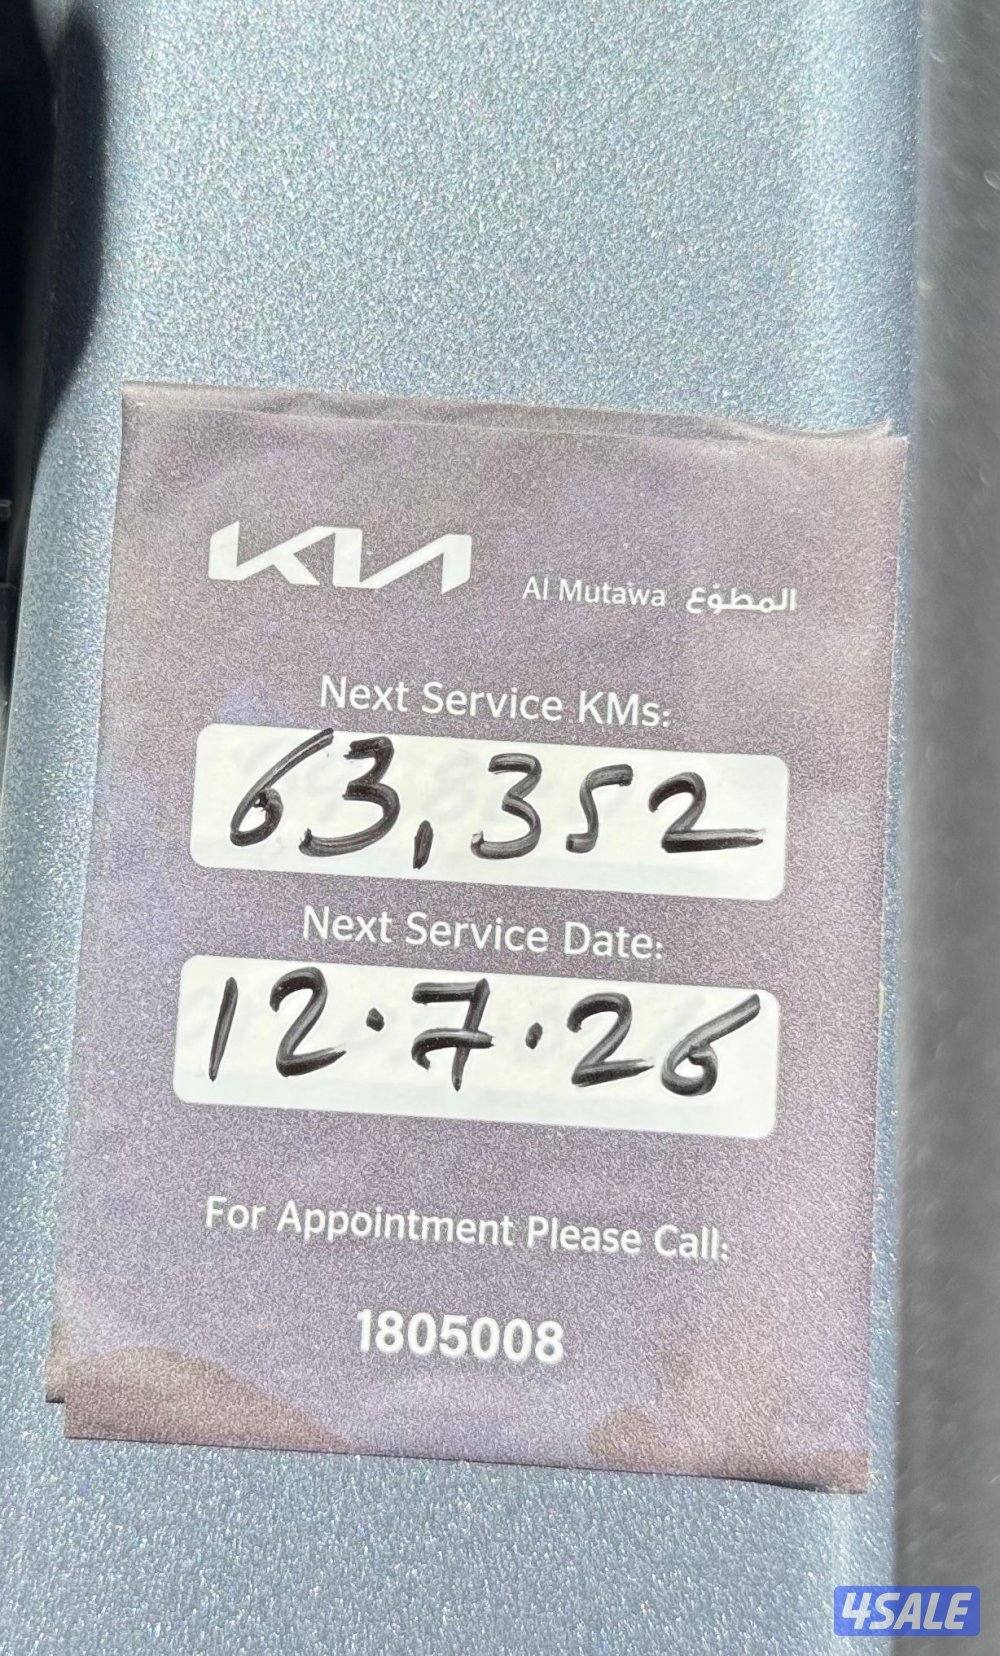 KIA Al Mutawa المطوّع
Next Service KMs:
63,352
Next Service Date:
12.7.26
For Appointment Please Call:
1805008
4SALE